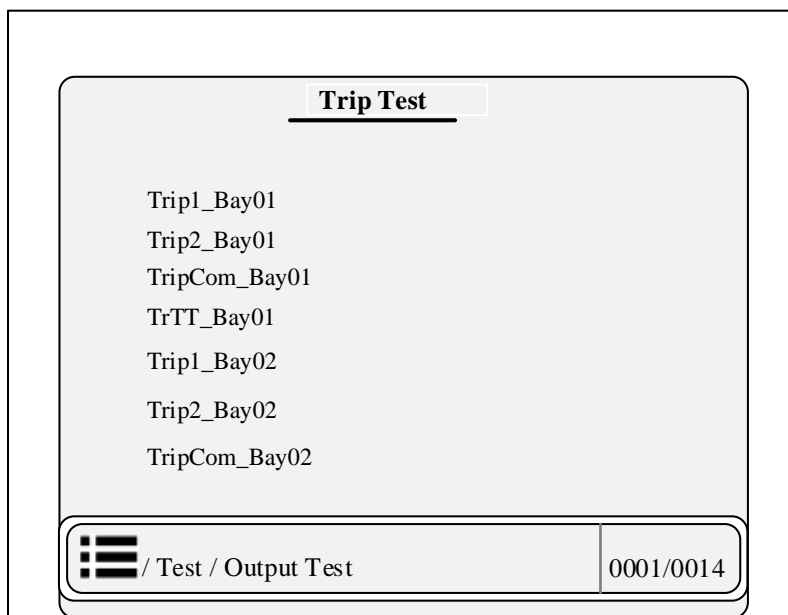 Trip Test
Trip1_Bay01
Trip2_Bay01
TripCom_Bay01
TrTT_Bay01
Trip1_Bay02
Trip2_Bay02
TripCom_Bay02
/ Test / Output Test 0001/0014